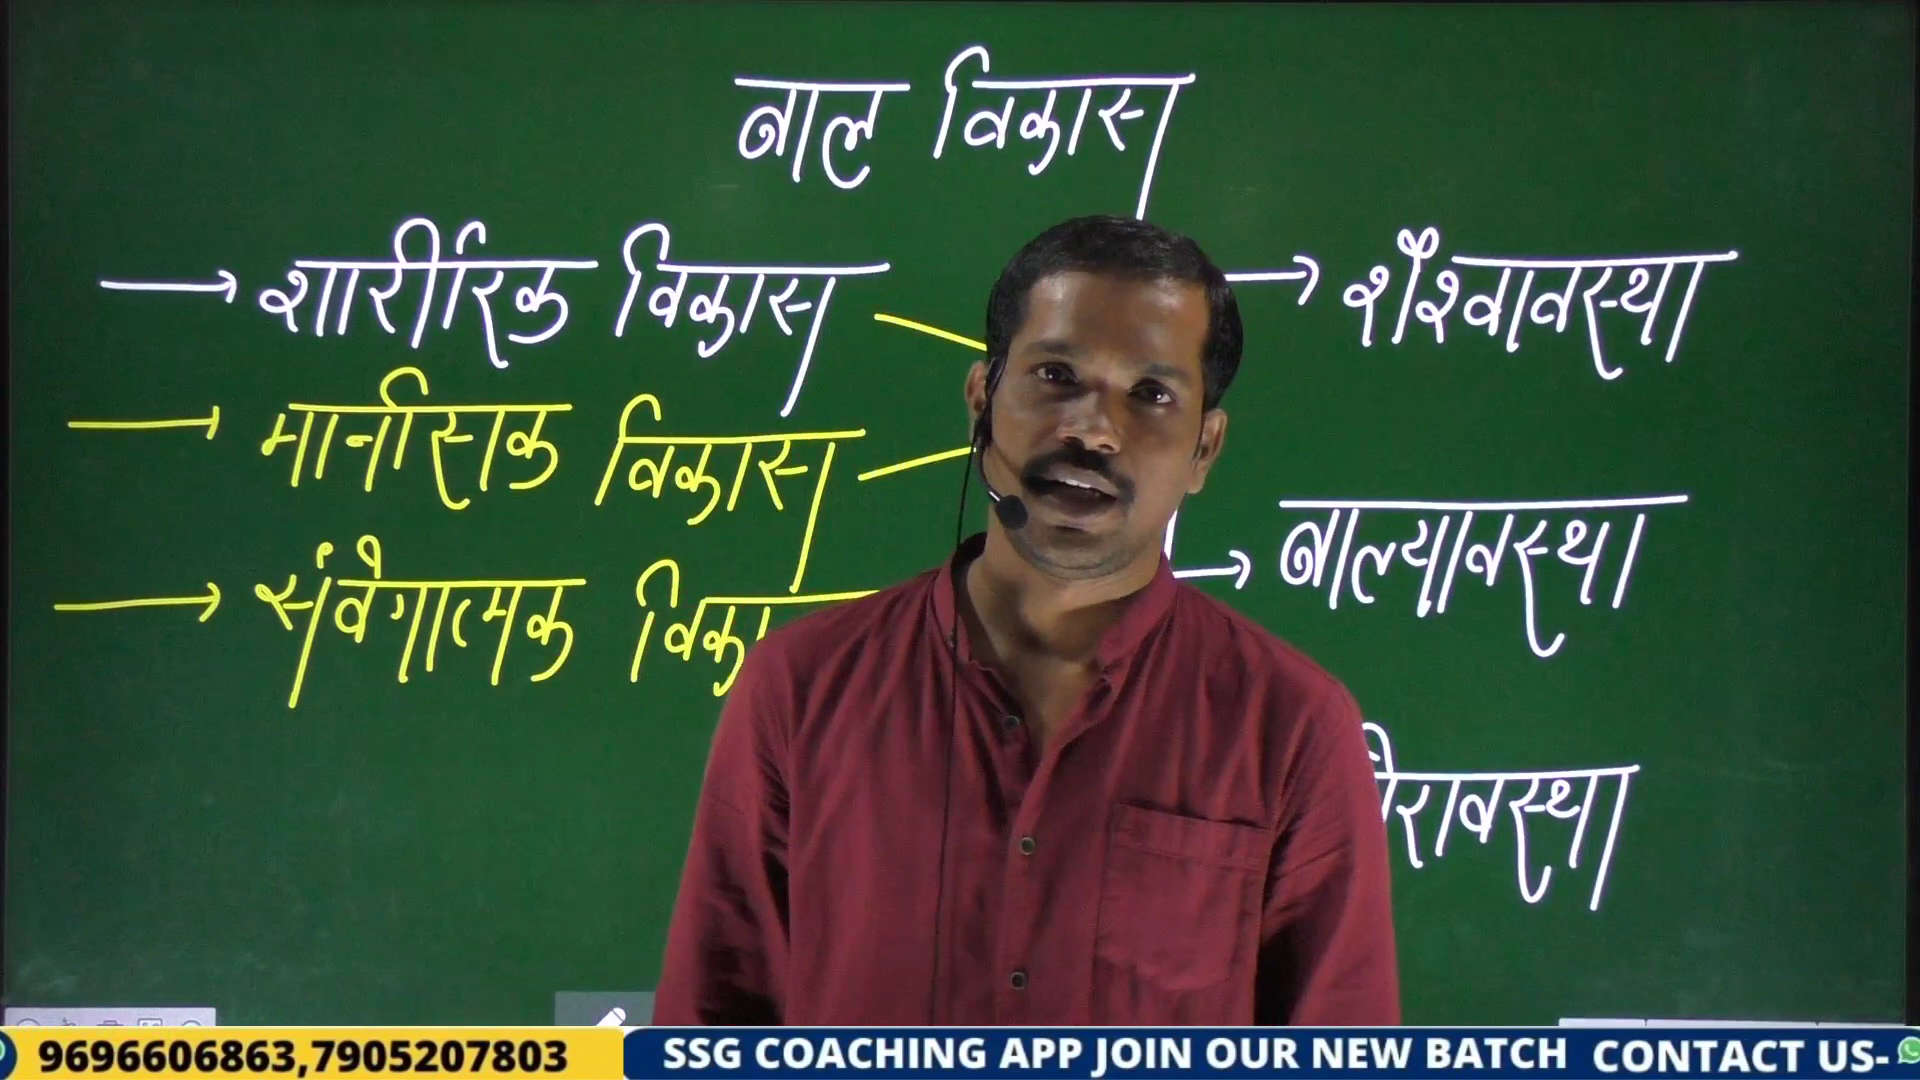 बाल विकास
शारीरिक विकास
शैशवावस्था
मानसिक विकास
बाल्यावस्था
संवेगात्मक
9696606863,7905207803 SSG COACHING APP JOIN OUR NEW BATCH CONTACT US-